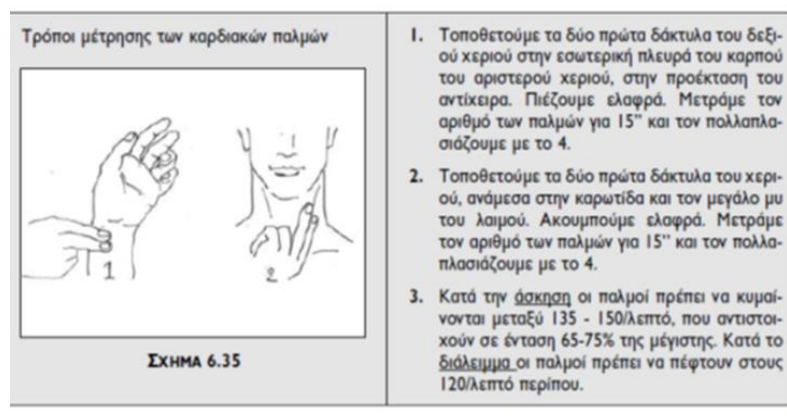 Τρόποι μέτρησης των καρδιακών παλμών
1
2
ΣΧΗΜΑ 6.35
1. Τοποθετούμε τα δύο πρώτα δάκτυλα του δεξι-
ού χεριού στην εσωτερική πλευρά του καρπού
του αριστερού χεριού, στην προέκταση του
αντίχειρα. Πιέζουμε ελαφρά. Μετράμε τον
αριθμό των παλμών για 15" και τον πολλαπλα-
σιάζουμε με το 4.
2. Τοποθετούμε τα δύο πρώτα δάκτυλα του χερι-
ού, ανάμεσα στην καρωτίδα και τον μεγάλο μυ
του λαιμού. Ακουμπούμε ελαφρά. Μετράμε
τον αριθμό των παλμών για 15" και τον πολλα-
πλασιάζουμε με το 4.
3. Κατά την άσκηση οι παλμοί πρέπει να κυμαί-
νονται μεταξύ 135 - 150/λεπτό, που αντιστοι-
χούν σε ένταση 65-75% της μέγιστης. Κατά το
διάλειμμα οι παλμοί πρέπει να πέφτουν στους
120/λεπτό περίπου.